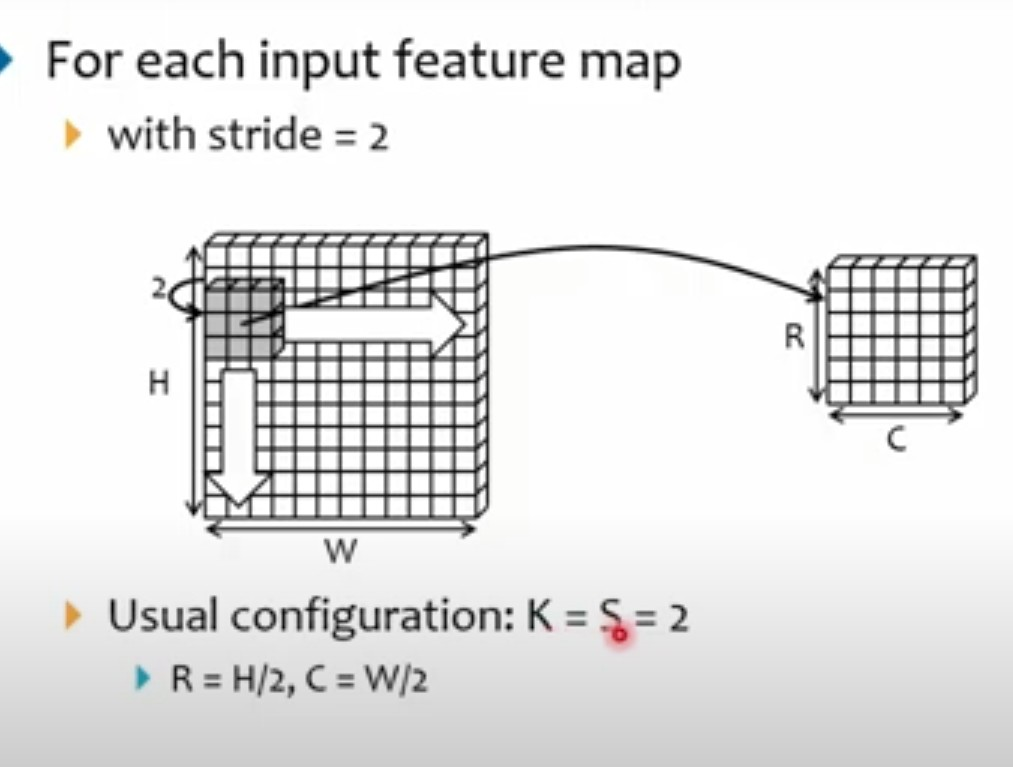 For each input feature map
with stride = 2
2
H
W
R
C
Usual configuration: K = S = 2
R = H/2, C = W/2